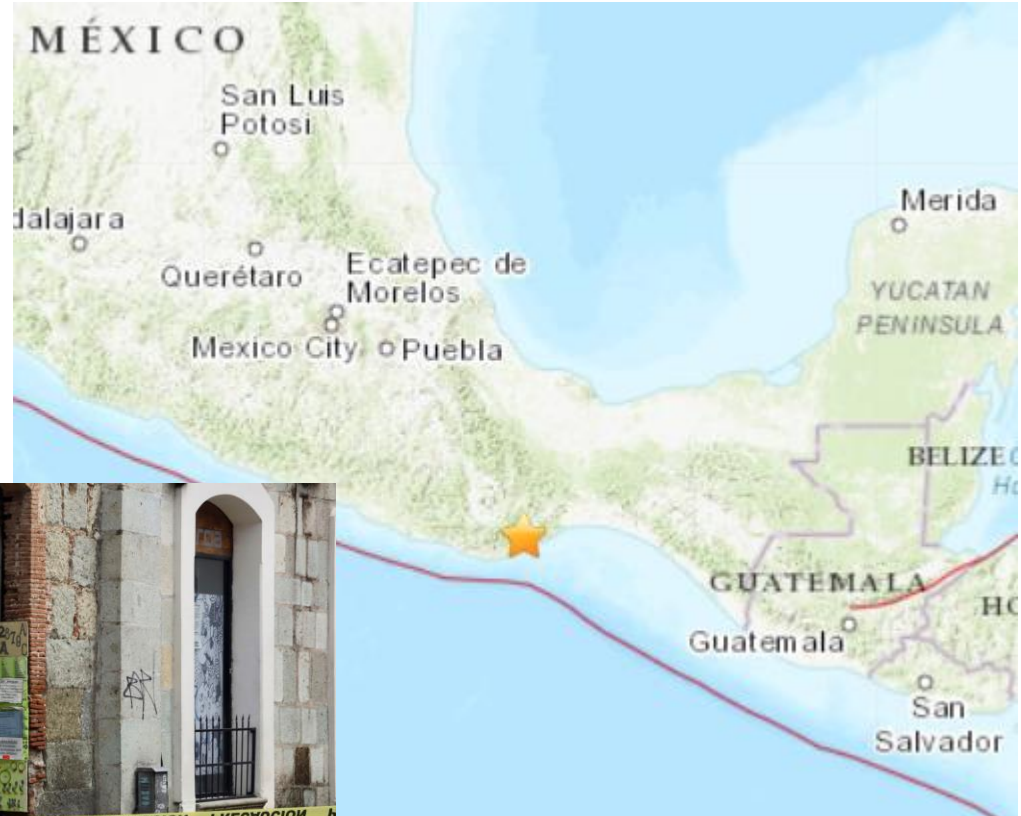 MÉXICO
San Luis
Potosi
dalajara
Querétaro
Ecatepec de
Morelos
Mexico City
Puebla
Merida
YUCATAN
PENINSULA
BELIZE
GUATEMALA
HO
Guatemala
San
Salvador